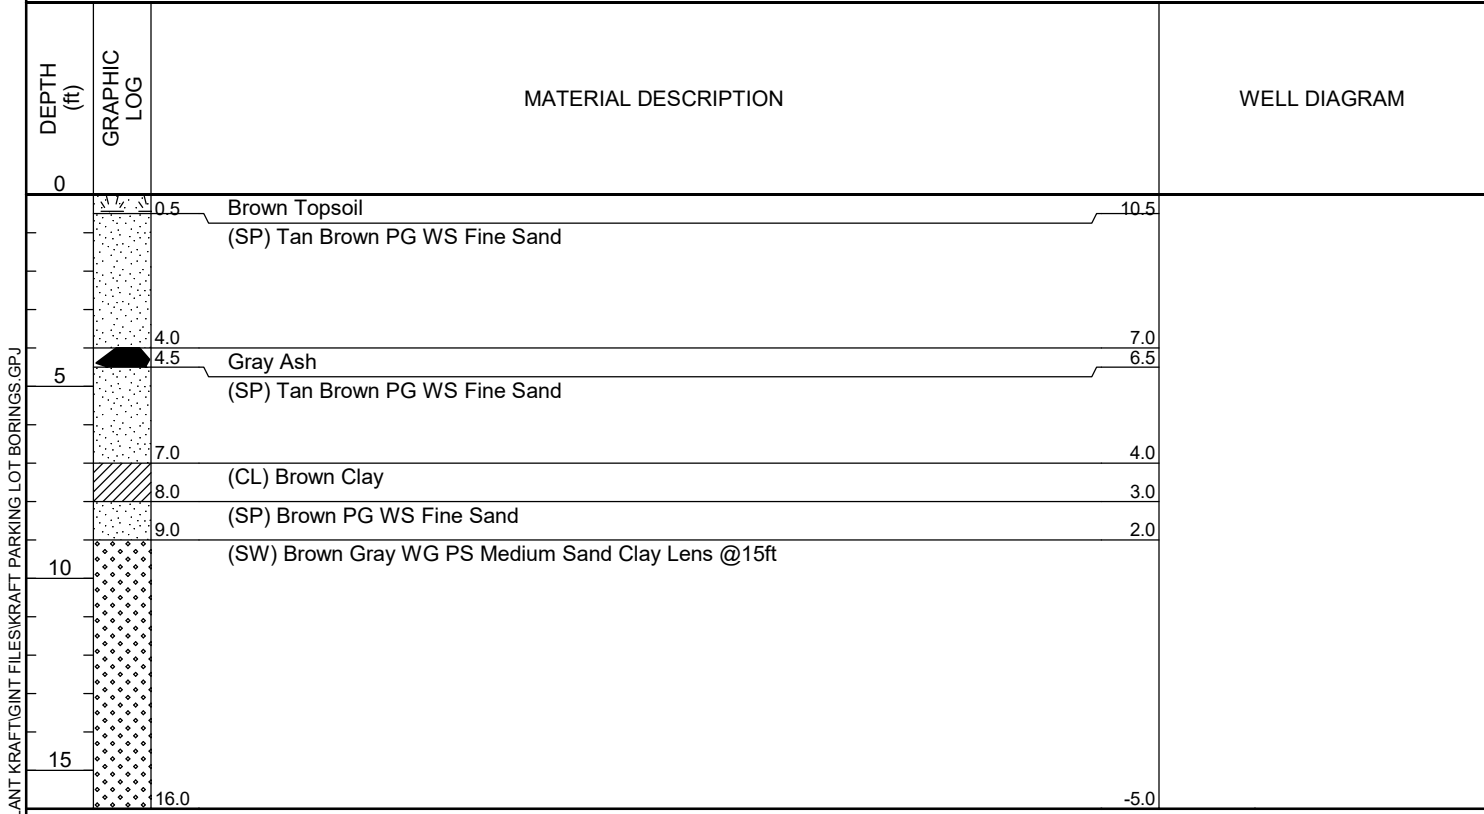 DEPTH
(ft)
GRAPHIC
LOG
MATERIAL DESCRIPTION
WELL DIAGRAM
0
0.5 Brown Topsoil 10.5
(SP) Tan Brown PG WS Fine Sand
4.0 7.0
4.5 Gray Ash 6.5
5
(SP) Tan Brown PG WS Fine Sand
7.0 4.0
(CL) Brown Clay
8.0 3.0
(SP) Brown PG WS Fine Sand
9.0 2.0
(SW) Brown Gray WG PS Medium Sand Clay Lens @15ft
10
15
16.0 -5.0
ANT KRAFT\GINT FILES\KRAFT PARKING LOT BORINGS.GPJ